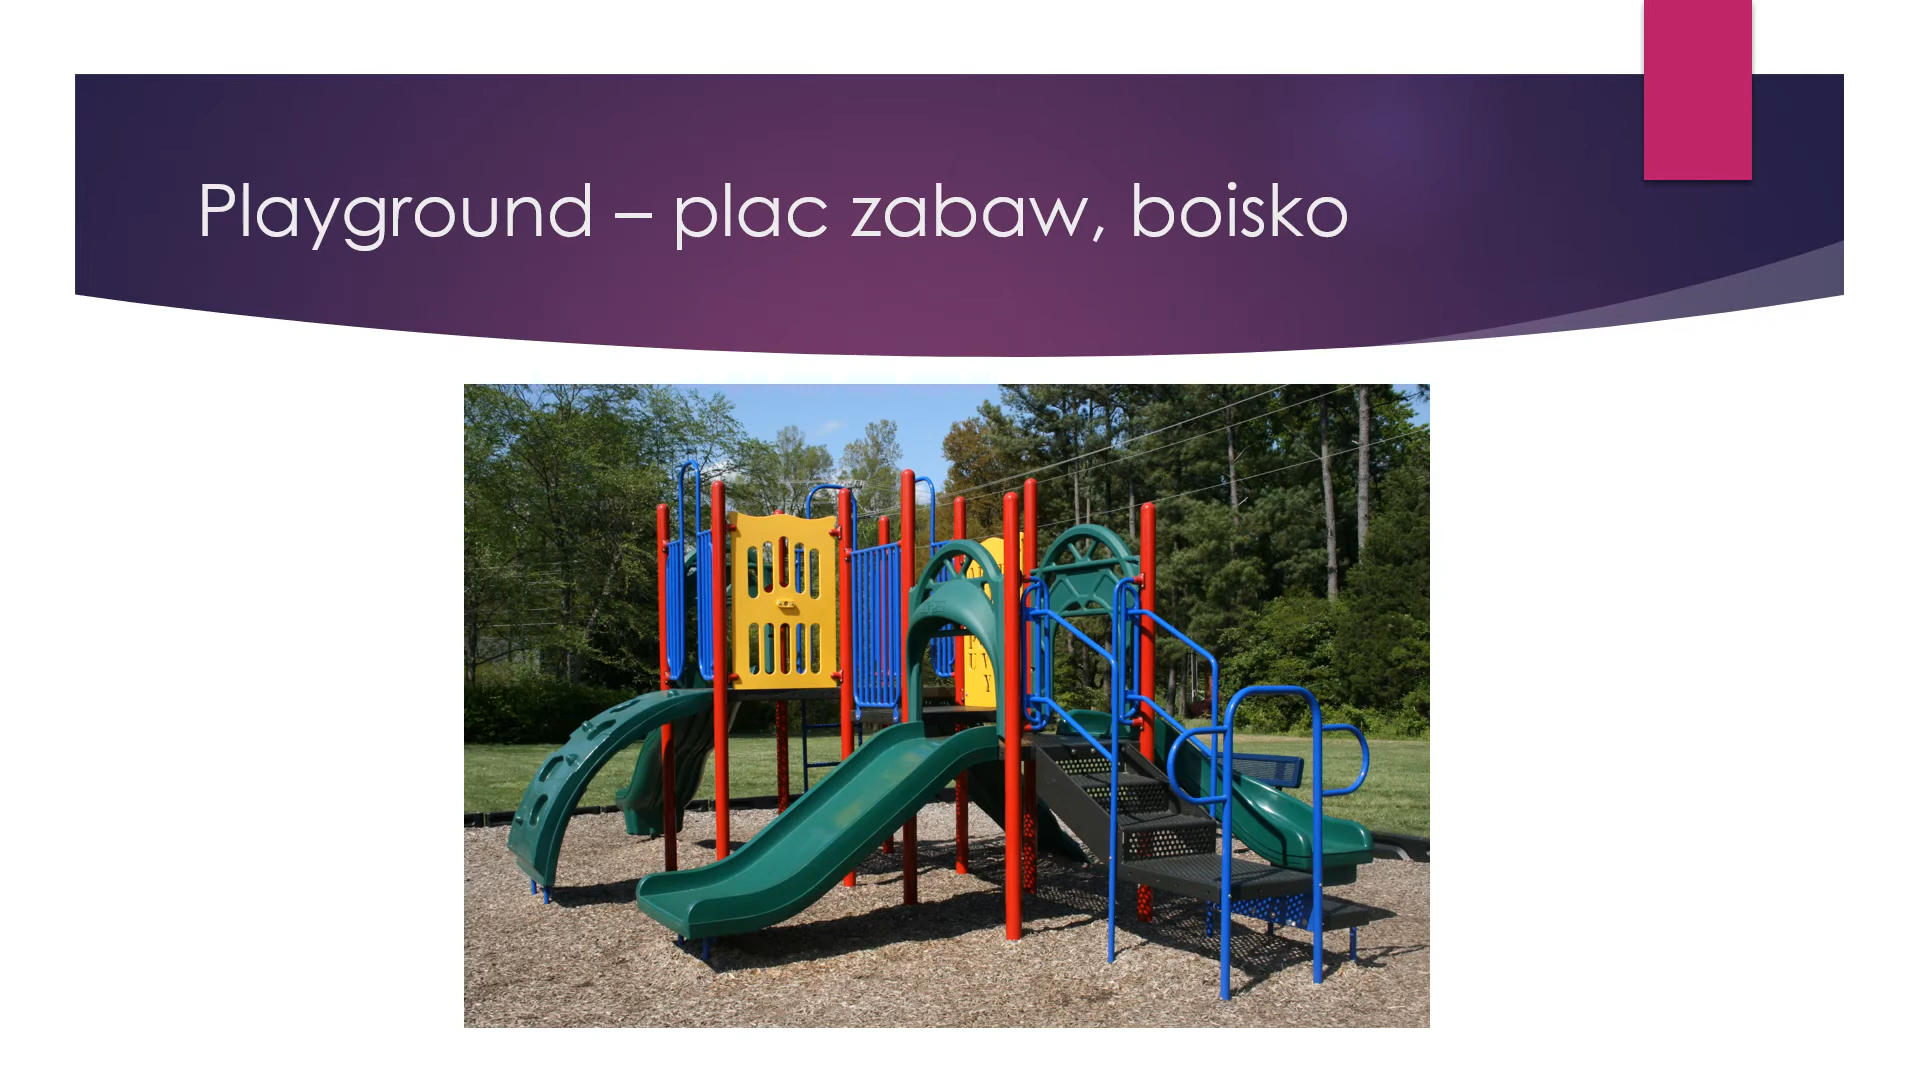 Playground – plac zabaw, boisko
U V
Y